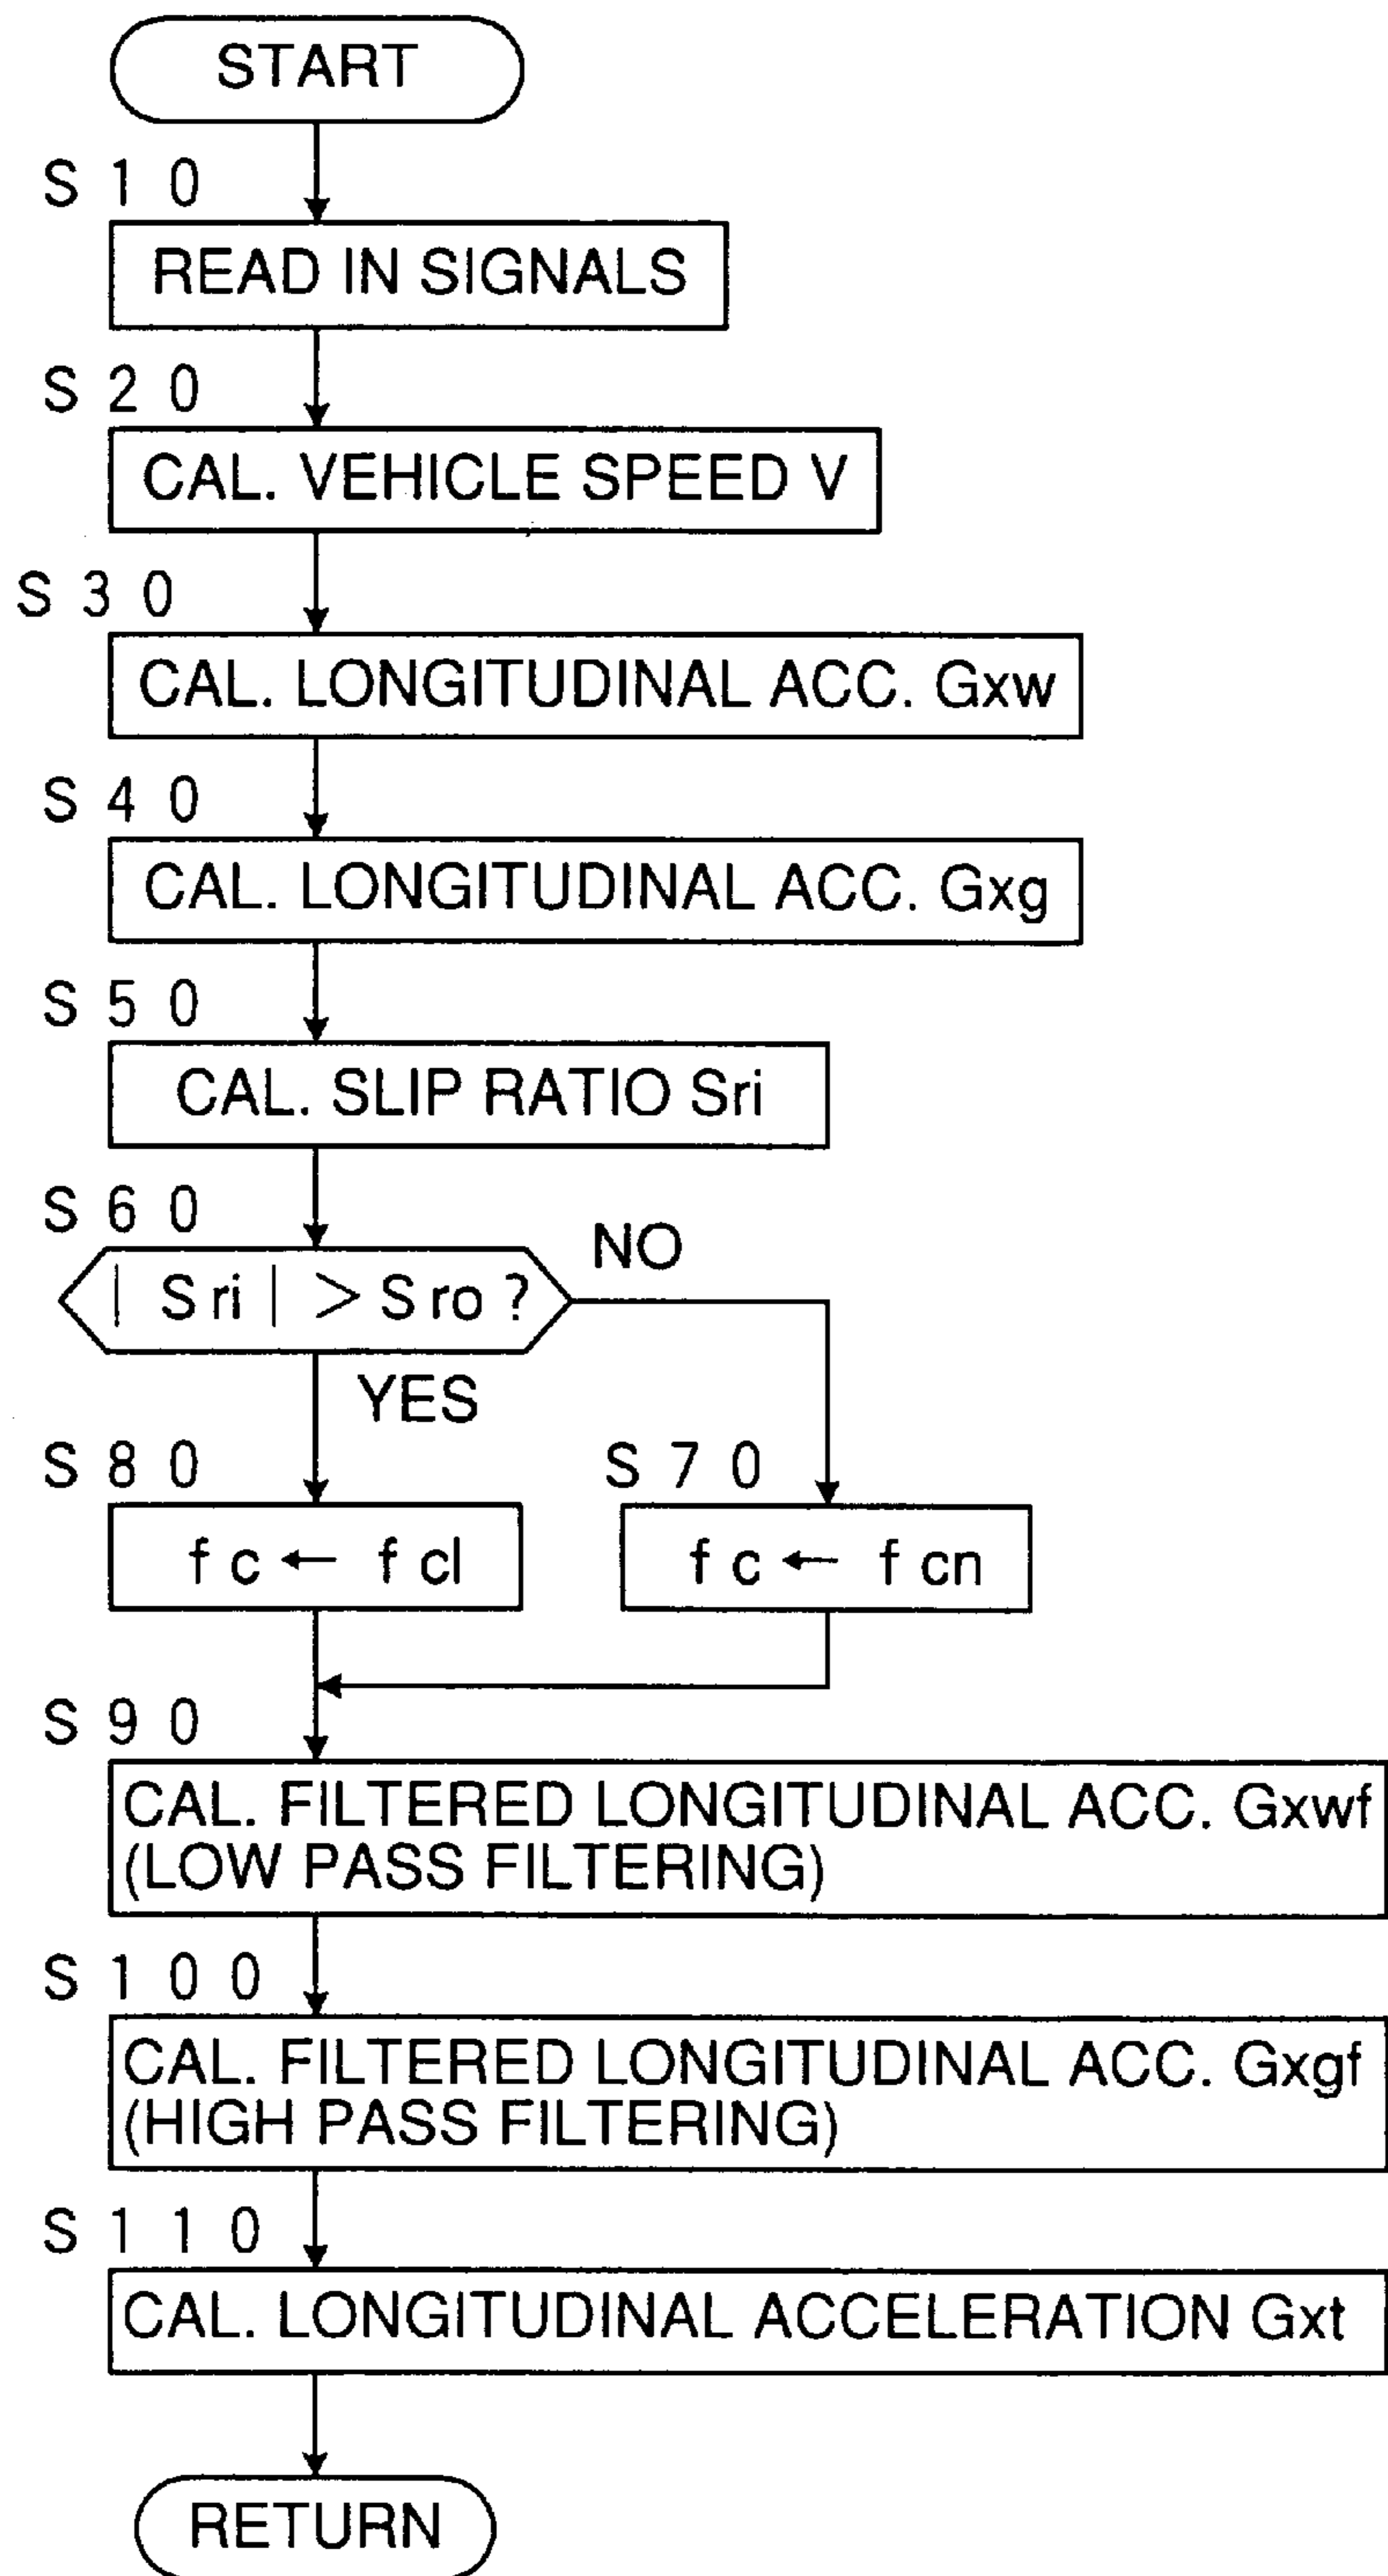 START
S 1 0
READ IN SIGNALS
S 2 0
CAL. VEHICLE SPEED V
S 3 0
CAL. LONGITUDINAL ACC. Gxw
S 4 0
CAL. LONGITUDINAL ACC. Gxg
S 5 0
CAL. SLIP RATIO Sri
S 6 0
| Sri | > Sro ?
NO
YES
S 8 0
f c ← f cl
S 7 0
f c ← f cn
S 9 0
CAL. FILTERED LONGITUDINAL ACC. Gxwf
(LOW PASS FILTERING)
S 1 0 0
CAL. FILTERED LONGITUDINAL ACC. Gxgf
(HIGH PASS FILTERING)
S 1 1 0
CAL. LONGITUDINAL ACCELERATION Gxt
RETURN